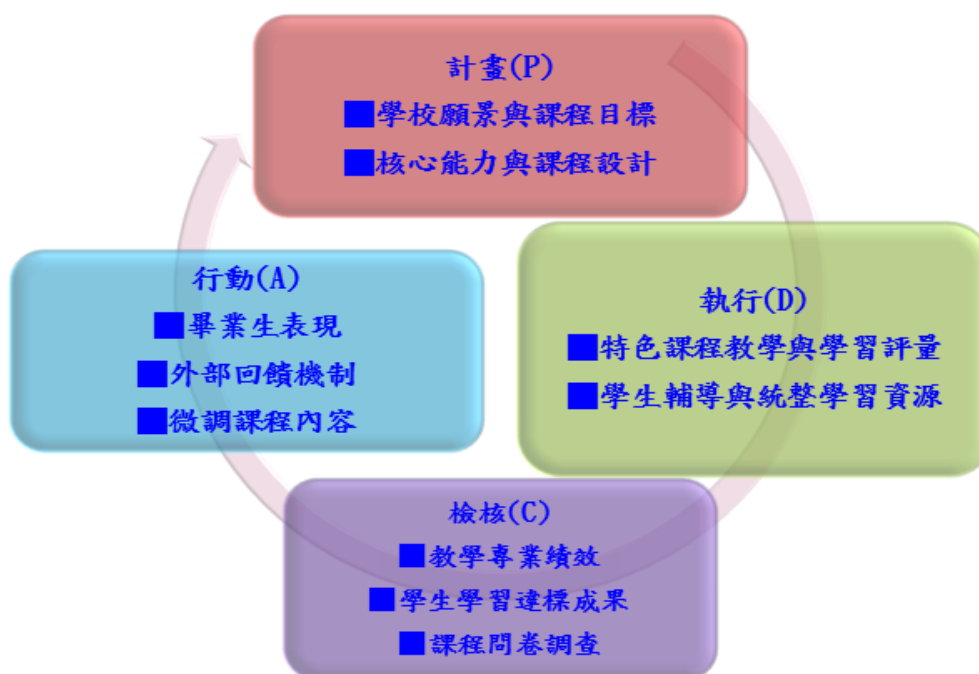 計畫(P)
■學校願景與課程目標
■核心能力與課程設計
執行(D)
■特色課程教學與學習評量
■學生輔導與統整學習資源
檢核(C)
■教學專業績效
■學生學習達標成果
■課程問卷調查
行動(A)
■畢業生表現
■外部回饋機制
■微調課程內容